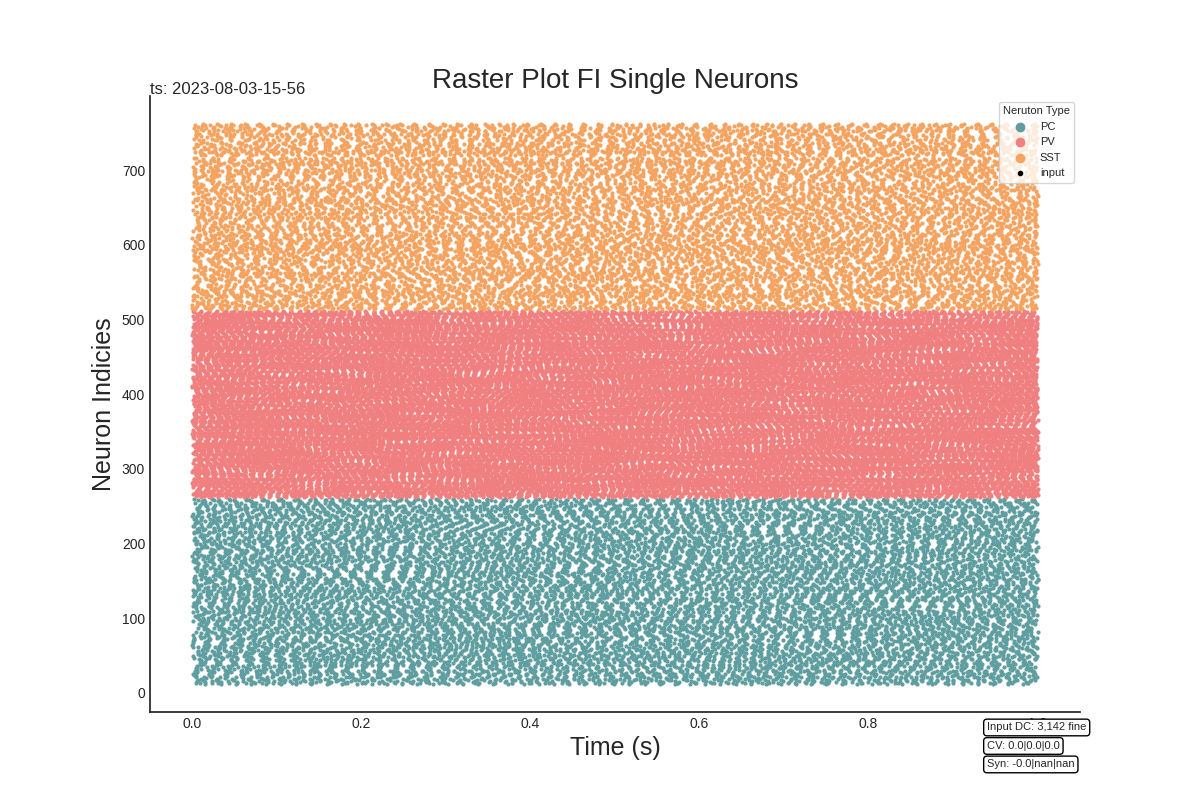 Raster Plot FI Single Neurons
ts: 2023-08-03-15-56
Neruton Type
PC
PV
SST
input
700
600
500
400
300
200
100
0
Neuron Indicies
0.0 0.2 0.4 0.6 0.8
Time (s)
Input DC: 3,142 fine
CV: 0.0|0.0|0.0
Syn: -0.0|nan|nan